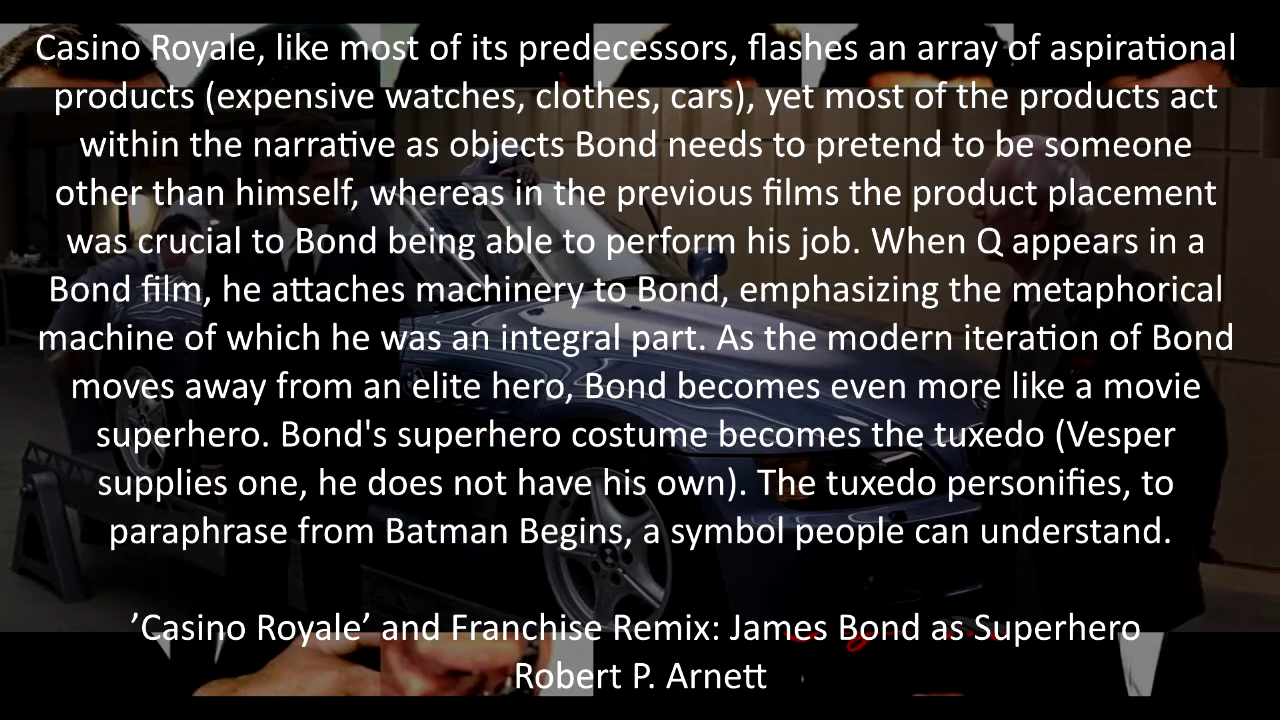 Casino Royale, like most of its predecessors, flashes an array of aspirational
products (expensive watches, clothes, cars), yet most of the products act
within the narrative as objects Bond needs to pretend to be someone
other than himself, whereas in the previous films the product placement
was crucial to Bond being able to perform his job. When Q appears in a
Bond film, he attaches machinery to Bond, emphasizing the metaphorical
machine of which he was an integral part. As the modern iteration of Bond
moves away from an elite hero, Bond becomes even more like a movie
superhero. Bond's superhero costume becomes the tuxedo (Vesper
supplies one, he does not have his own). The tuxedo personifies, to
paraphrase from Batman Begins, a symbol people can understand.
’Casino Royale’ and Franchise Remix: James Bond as Superhero
Robert P. Arnett